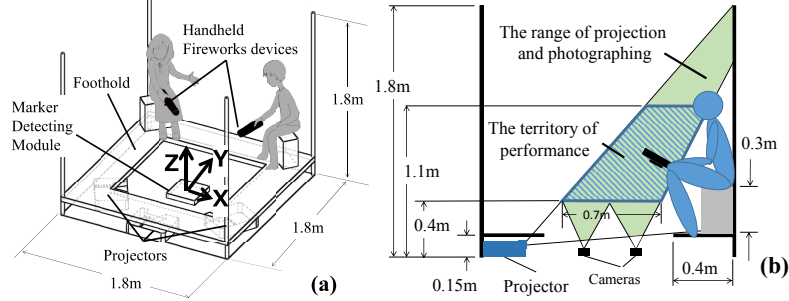 Handheld
Fireworks devices
Foothold
Marker
Detecting
Module
Z
Y
X
1.8m
1.8m
1.8m
Projectors
(a)
The range of projection
and photographing
1.8m
The territory of
performance
1.1m
0.3m
0.7m
0.4m
0.15m
0.4m
Projector
Cameras
(b)